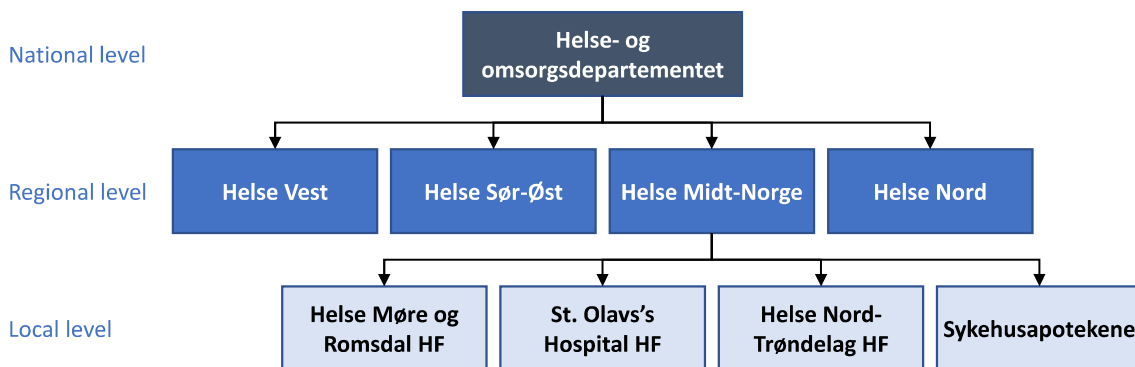 National level
Helse- og
omsorgsdepartementet
Regional level
Helse Vest
Helse Sør-Øst
Helse Midt-Norge
Helse Nord
Local level
Helse Møre og
Romsdal HF
St. Olavs's
Hospital HF
Helse Nord-
Trøndelag HF
Sykehusapotekene